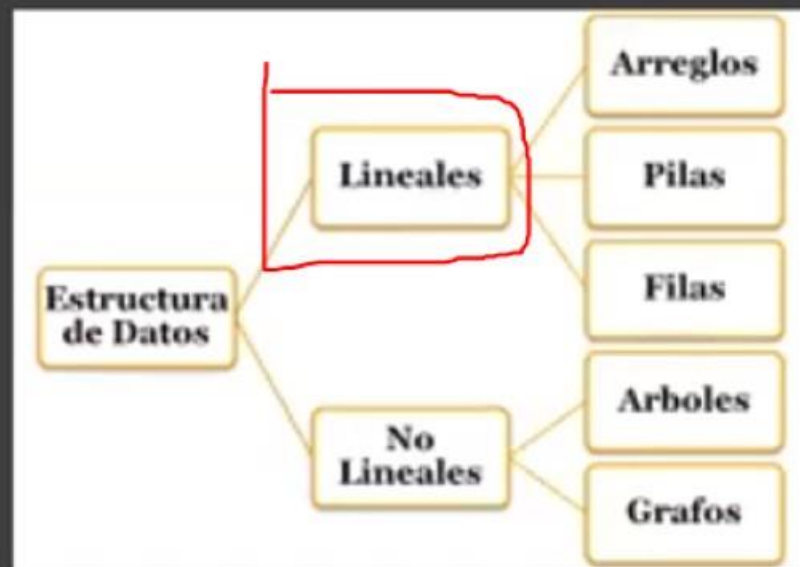 Estructura
de Datos
Lineales
Arreglos
Pilas
Filas
No
Lineales
Arboles
Grafos